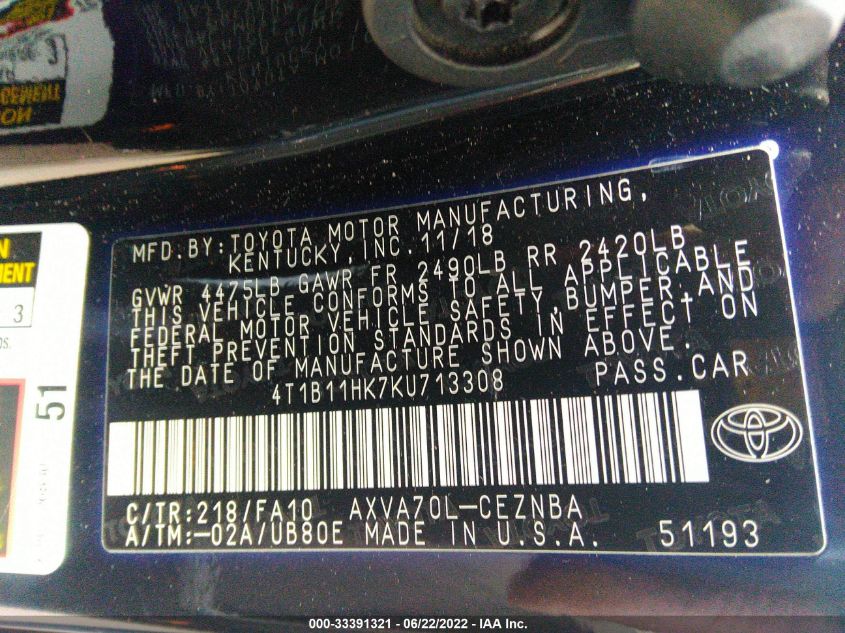 MFD.BY:TOYOTA MOTOR MANUFACTURING,
KENTUCKY,INC.11/18
GVWR 4475LB GAWR FR 2490LB RR 2420LB
THIS VEHICLE CONFORMS TO ALL APPLICABLE
FEDERAL MOTOR VEHICLE SAFETY,BUMPER,AND
THEFT PREVENTION STANDARDS IN EFFECT ON
THE DATE OF MANUFACTURE SHOWN ABOVE.
4T1B11HK7KU713308 PASS.CAR
C/TR:218/FA10 AXVA70L-CEZNBA
A/TM:-02A/UB80E MADE IN U.S.A. 51193
3
51
000-33391321 - 06/22/2022 - IAA Inc.